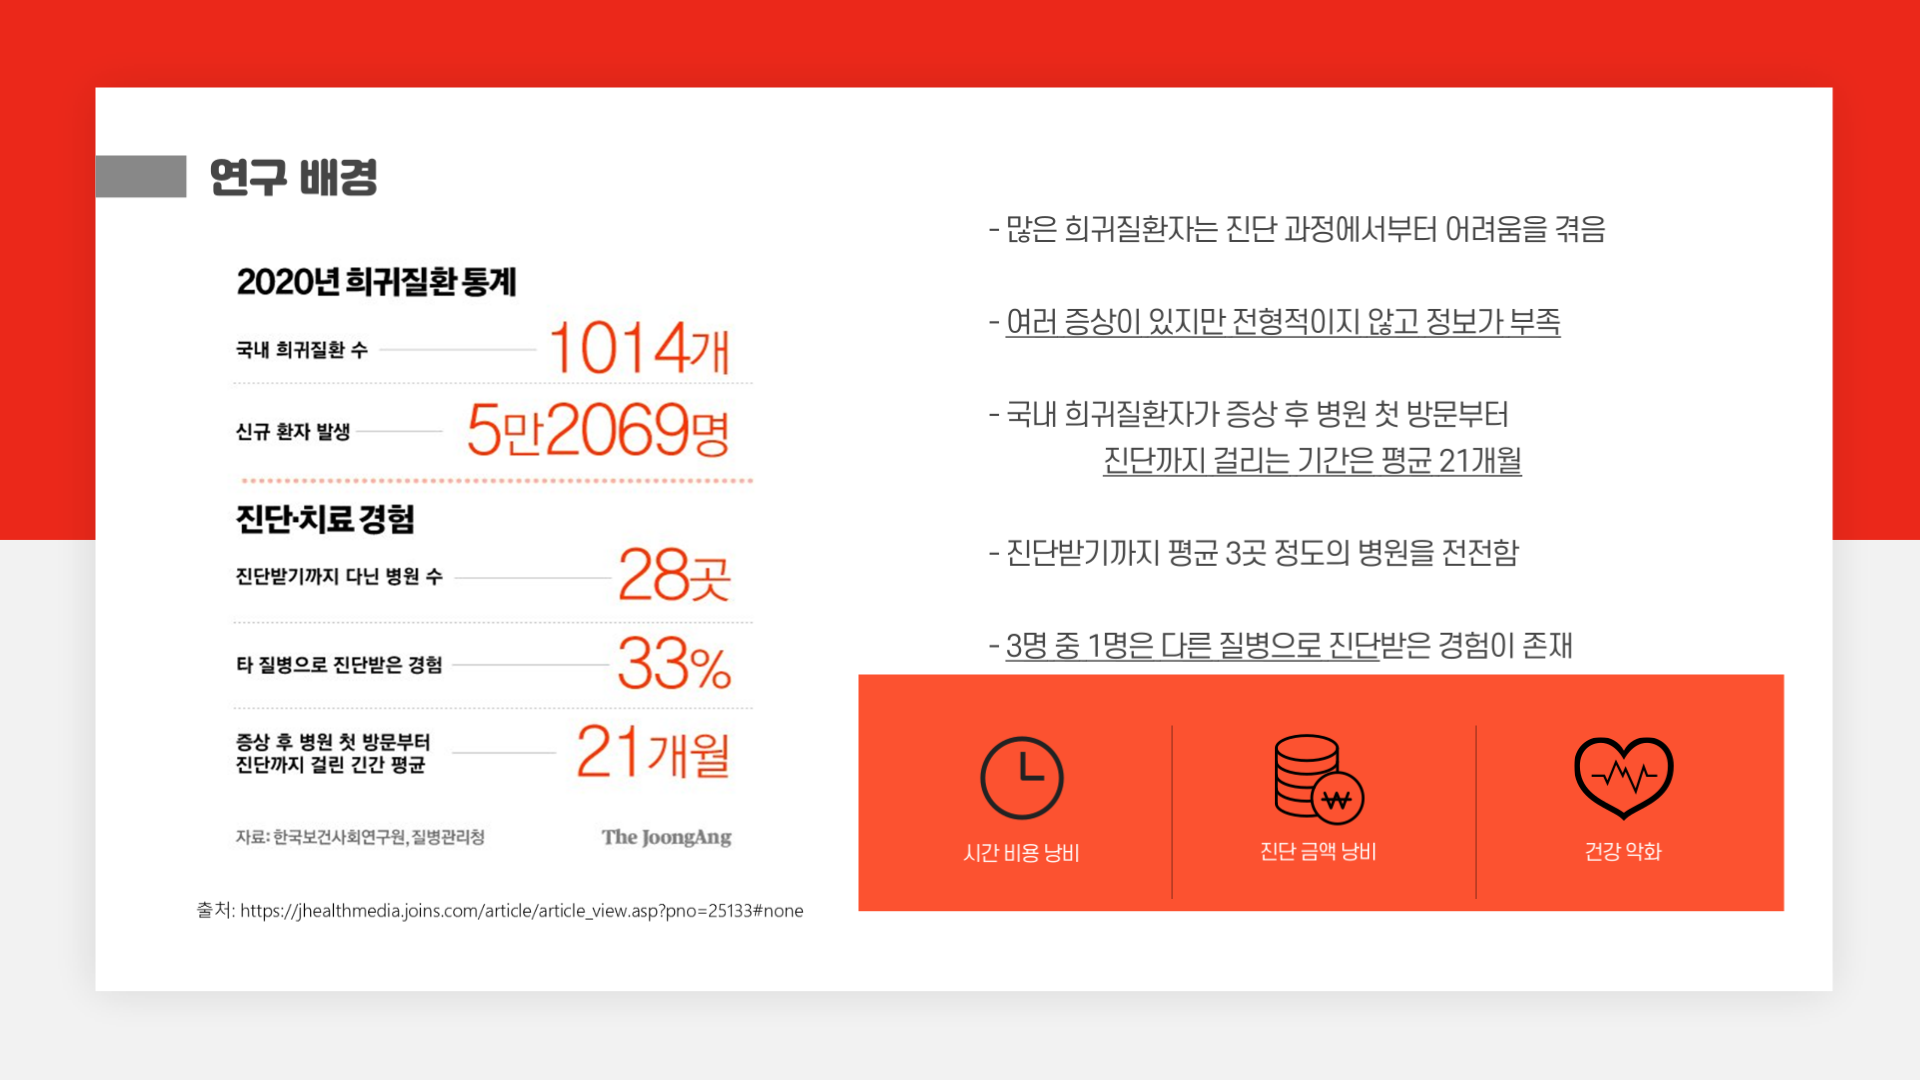 연구 배경
2020년 희귀질환 통계
국내 희귀질환 수 1014개
신규 환자 발생 5만2069명
진단·치료 경험
진단받기까지 다닌 병원 수 28곳
타 질병으로 진단받은 경험 33%
증상 후 병원 첫 방문부터
진단까지 걸린 긴간 평균 21개월
자료: 한국보건사회연구원, 질병관리청 The JoongAng
출처: https://jhealthmedia.joins.com/article/article_view.asp?pno=25133#none
- 많은 희귀질환자는 진단 과정에서부터 어려움을 겪음
- 여러 증상이 있지만 전형적이지 않고 정보가 부족
- 국내 희귀질환자가 증상 후 병원 첫 방문부터
진단까지 걸리는 기간은 평균 21개월
- 진단받기까지 평균 3곳 정도의 병원을 전전함
- 3명 중 1명은 다른 질병으로 진단받은 경험이 존재
시간 비용 낭비
진단 금액 낭비
건강 악화